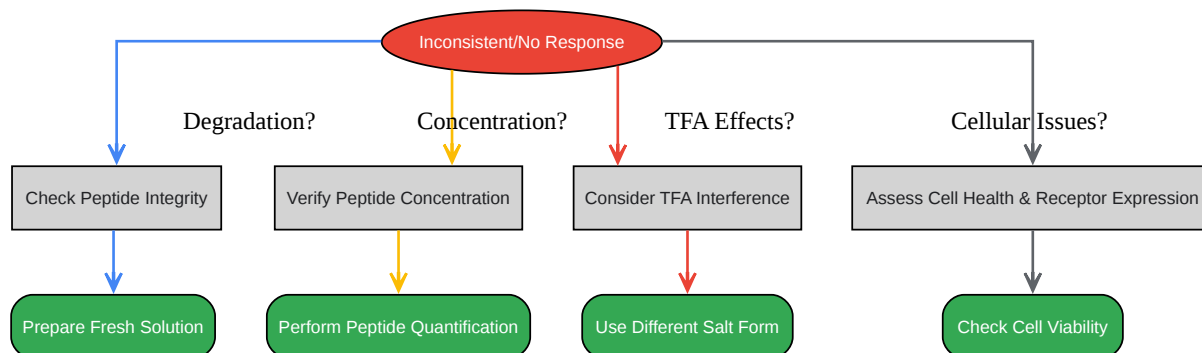 Inconsistent/No Response
Degradation?
Concentration?
TFA Effects?
Cellular Issues?
Check Peptide Integrity
Verify Peptide Concentration
Consider TFA Interference
Assess Cell Health & Receptor Expression
Prepare Fresh Solution
Perform Peptide Quantification
Use Different Salt Form
Check Cell Viability